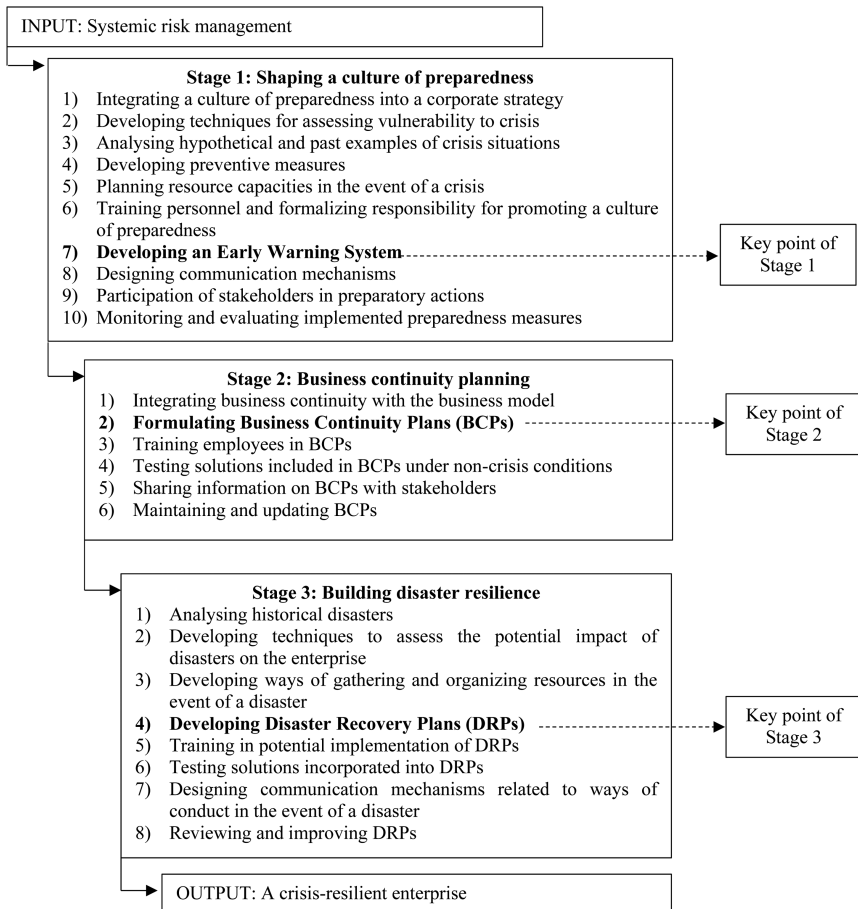 INPUT: Systemic risk management
Stage 1: Shaping a culture of preparedness
1) Integrating a culture of preparedness into a corporate strategy
2) Developing techniques for assessing vulnerability to crisis
3) Analysing hypothetical and past examples of crisis situations
4) Developing preventive measures
5) Planning resource capacities in the event of a crisis
6) Training personnel and formalizing responsibility for promoting a culture
of preparedness
7) Developing an Early Warning System
8) Designing communication mechanisms
9) Participation of stakeholders in preparatory actions
10) Monitoring and evaluating implemented preparedness measures
Key point of
Stage 1
Stage 2: Business continuity planning
1) Integrating business continuity with the business model
2) Formulating Business Continuity Plans (BCPs)
3) Training employees in BCPs
4) Testing solutions included in BCPs under non-crisis conditions
5) Sharing information on BCPs with stakeholders
6) Maintaining and updating BCPs
Key point of
Stage 2
Stage 3: Building disaster resilience
1) Analysing historical disasters
2) Developing techniques to assess the potential impact of
disasters on the enterprise
3) Developing ways of gathering and organizing resources in the
event of a disaster
4) Developing Disaster Recovery Plans (DRPs)
5) Training in potential implementation of DRPs
6) Testing solutions incorporated into DRPs
7) Designing communication mechanisms related to ways of
conduct in the event of a disaster
8) Reviewing and improving DRPs
Key point of
Stage 3
OUTPUT: A crisis-resilient enterprise